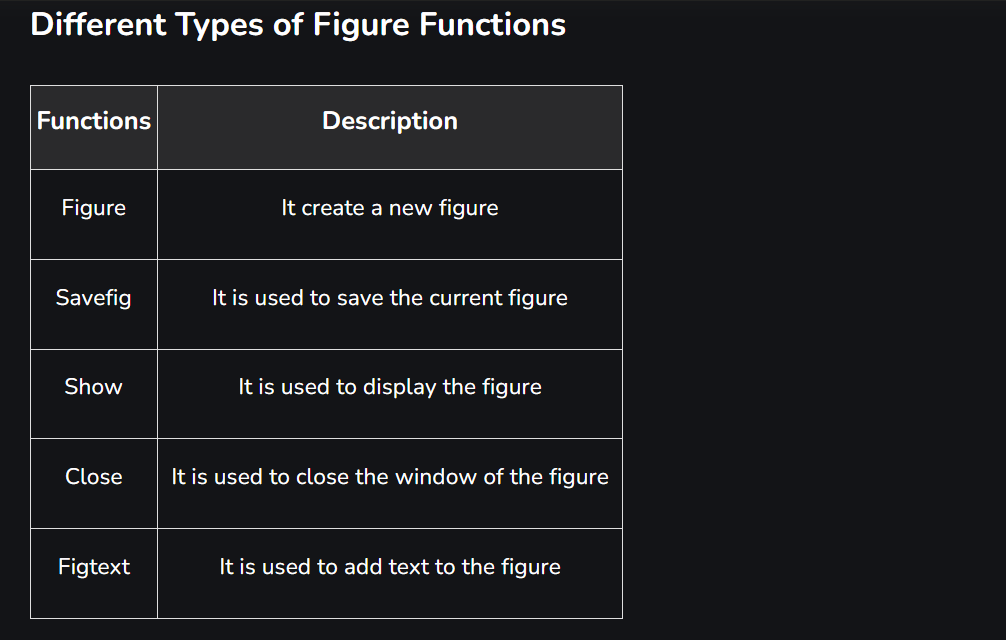 Different Types of Figure Functions
Functions Description
Figure It create a new figure
Savefig It is used to save the current figure
Show It is used to display the figure
Close It is used to close the window of the figure
Figtext It is used to add text to the figure